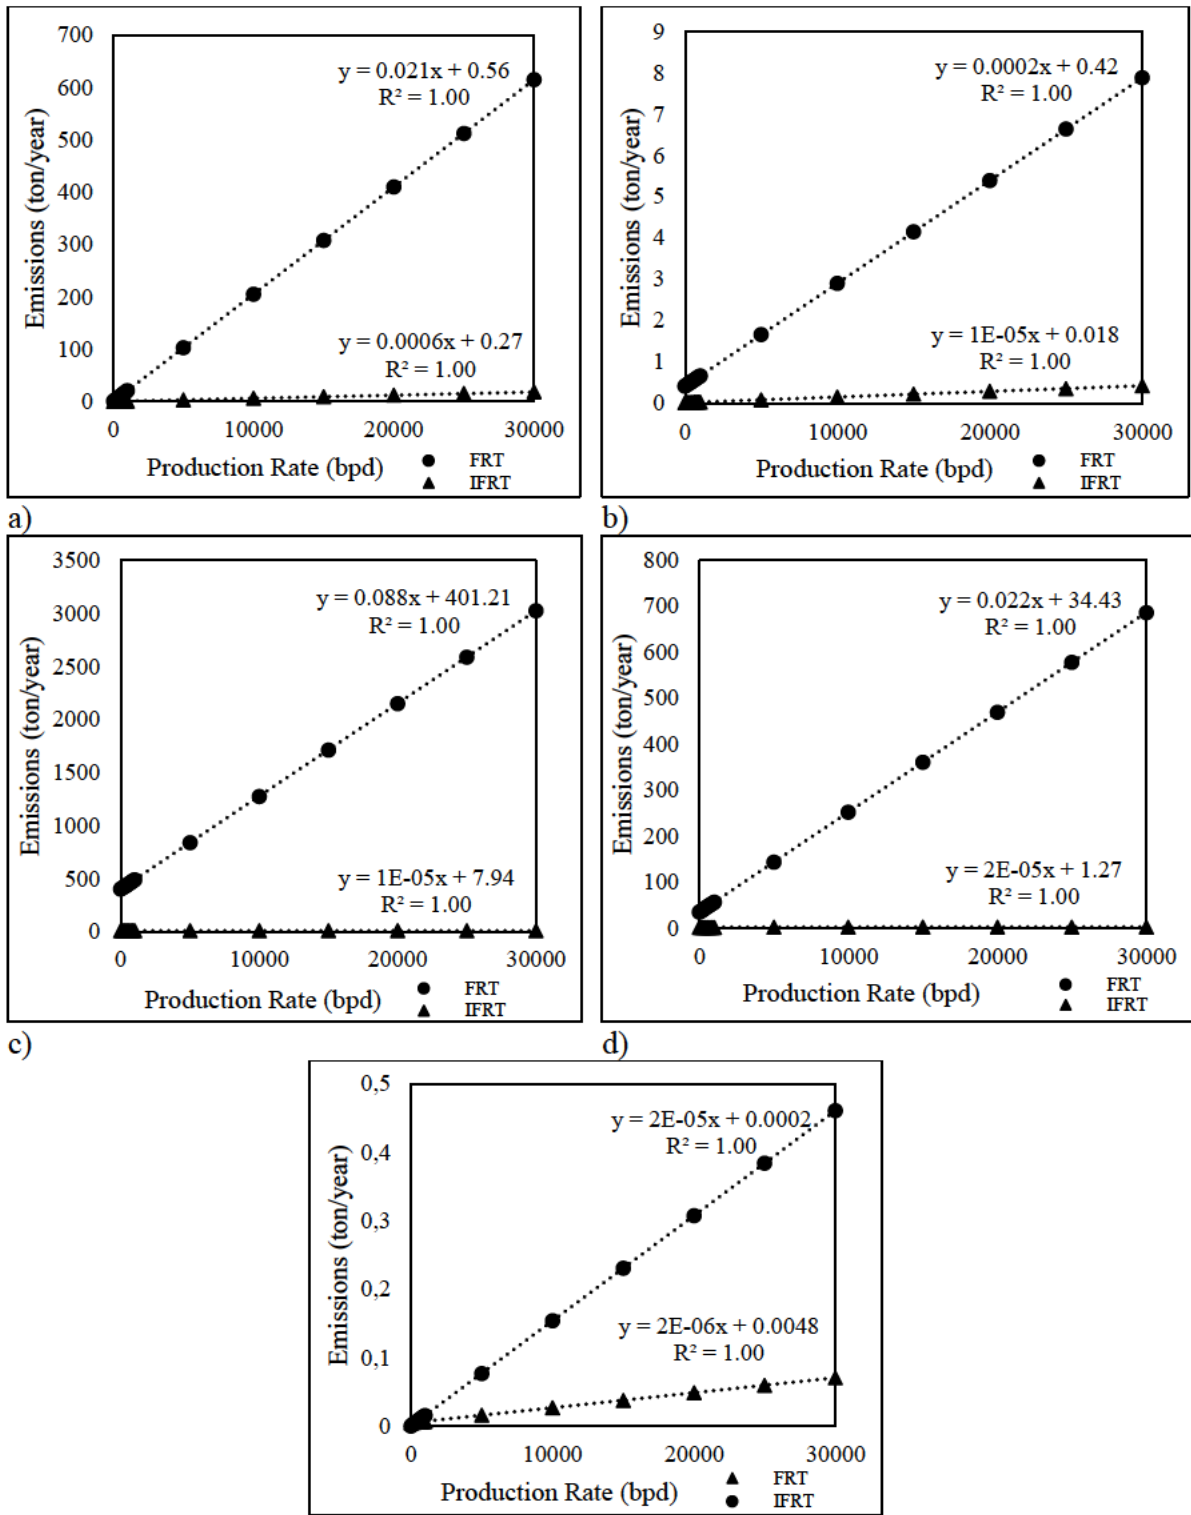 700
600
500
400
300
200
100
0
Emissions (ton/year)
y = 0.021x + 0.56
R² = 1.00
y = 0.0006x + 0.27
R² = 1.00
0 10000 20000 30000
Production Rate (bpd)
FRT
IFRT
a)
9
8
7
6
5
4
3
2
1
0
Emissions (ton/year)
y = 0.0002x + 0.42
R² = 1.00
y = 1E-05x + 0.018
R² = 1.00
0 10000 20000 30000
Production Rate (bpd)
FRT
IFRT
b)
3500
3000
2500
2000
1500
1000
500
0
Emissions (ton/year)
y = 0.088x + 401.21
R² = 1.00
y = 1E-05x + 7.94
R² = 1.00
0 10000 20000 30000
Production Rate (bpd)
FRT
IFRT
c)
800
700
600
500
400
300
200
100
0
Emissions (ton/year)
y = 0.022x + 34.43
R² = 1.00
y = 2E-05x + 1.27
R² = 1.00
0 10000 20000 30000
Production Rate (bpd)
FRT
IFRT
d)
0,5
0,4
0,3
0,2
0,1
0
Emissions (ton/year)
y = 2E-05x + 0.0002
R² = 1.00
y = 2E-06x + 0.0048
R² = 1.00
0 10000 20000 30000
Production Rate (bpd)
FRT
IFRT